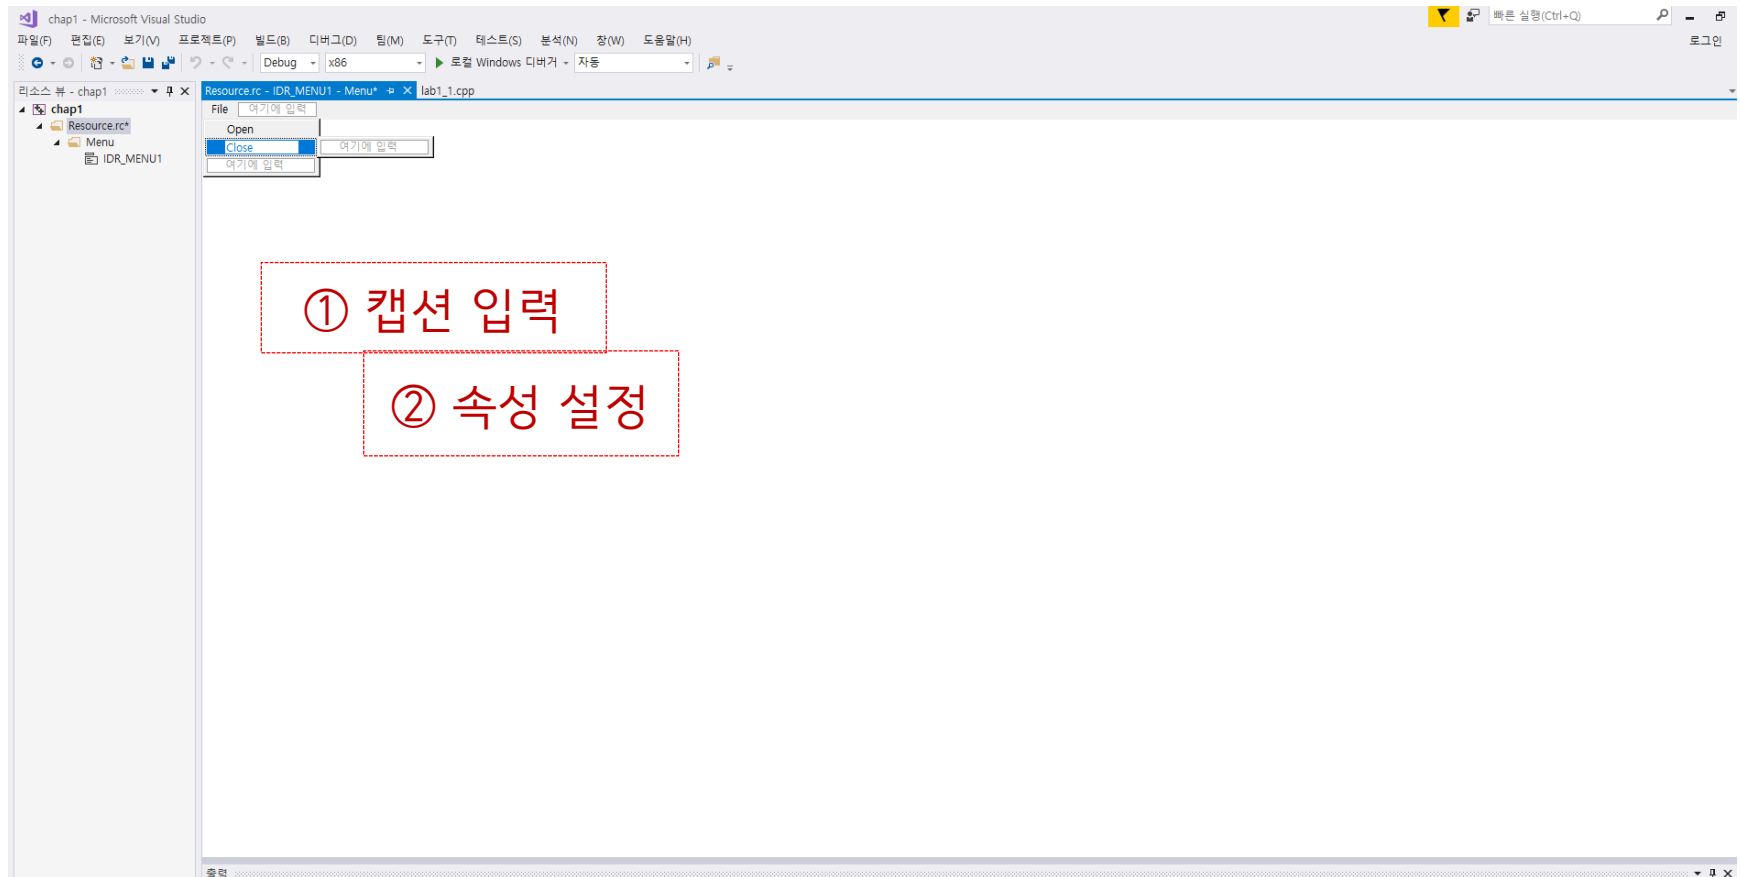 chap1 - Microsoft Visual Studio
빠른 실행(Ctrl+Q)
파일(F) 편집(E) 보기(V) 프로젝트(P) 빌드(B) 디버그(D) 팀(M) 도구(T) 테스트(S) 분석(N) 창(W) 도움말(H)
로그인
Debug x86 로컬 Windows 디버거 자동
리소스 뷰 - chap1
Resource.rc - IDR_MENU1 - Menu* lab1_1.cpp
chap1
Resource.rc*
Menu
IDR_MENU1
File 여기에 입력
Open
Close 여기에 입력
여기에 입력
① 캡션 입력
② 속성 설정
출력